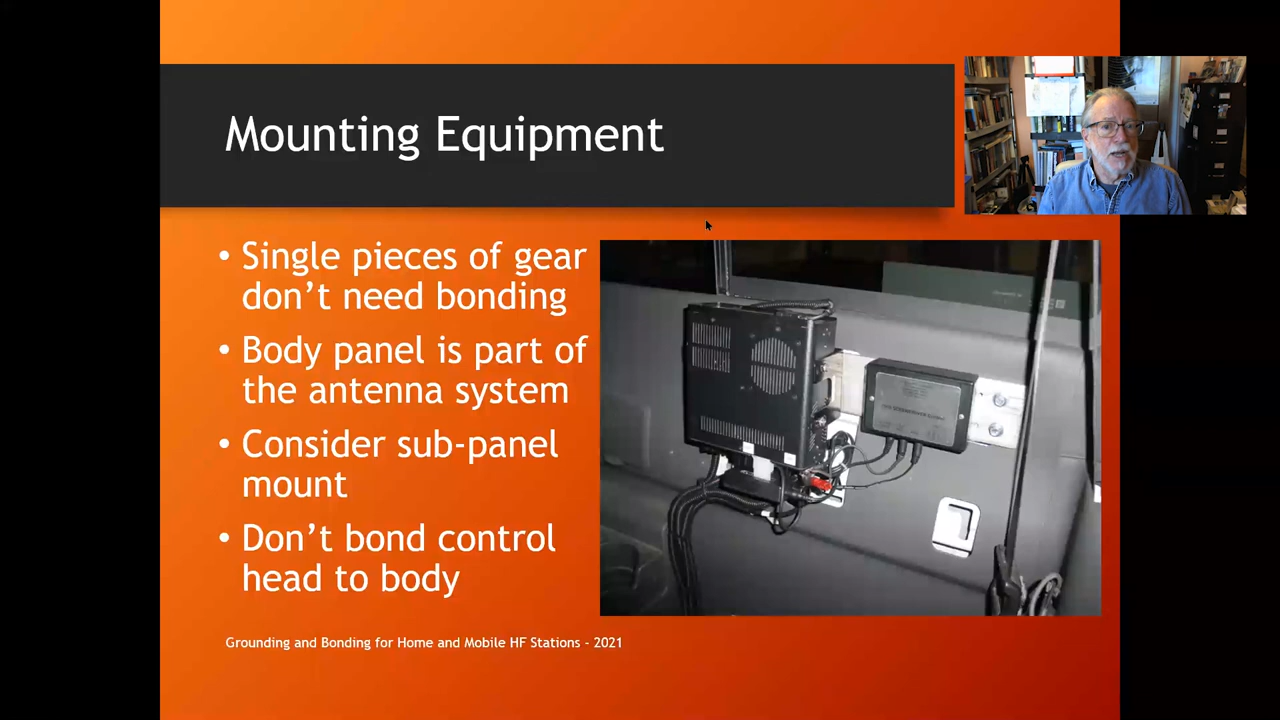 Mounting Equipment
• Single pieces of gear
don’t need bonding
• Body panel is part of
the antenna system
• Consider sub-panel
mount
• Don’t bond control
head to body
Grounding and Bonding for Home and Mobile HF Stations - 2021